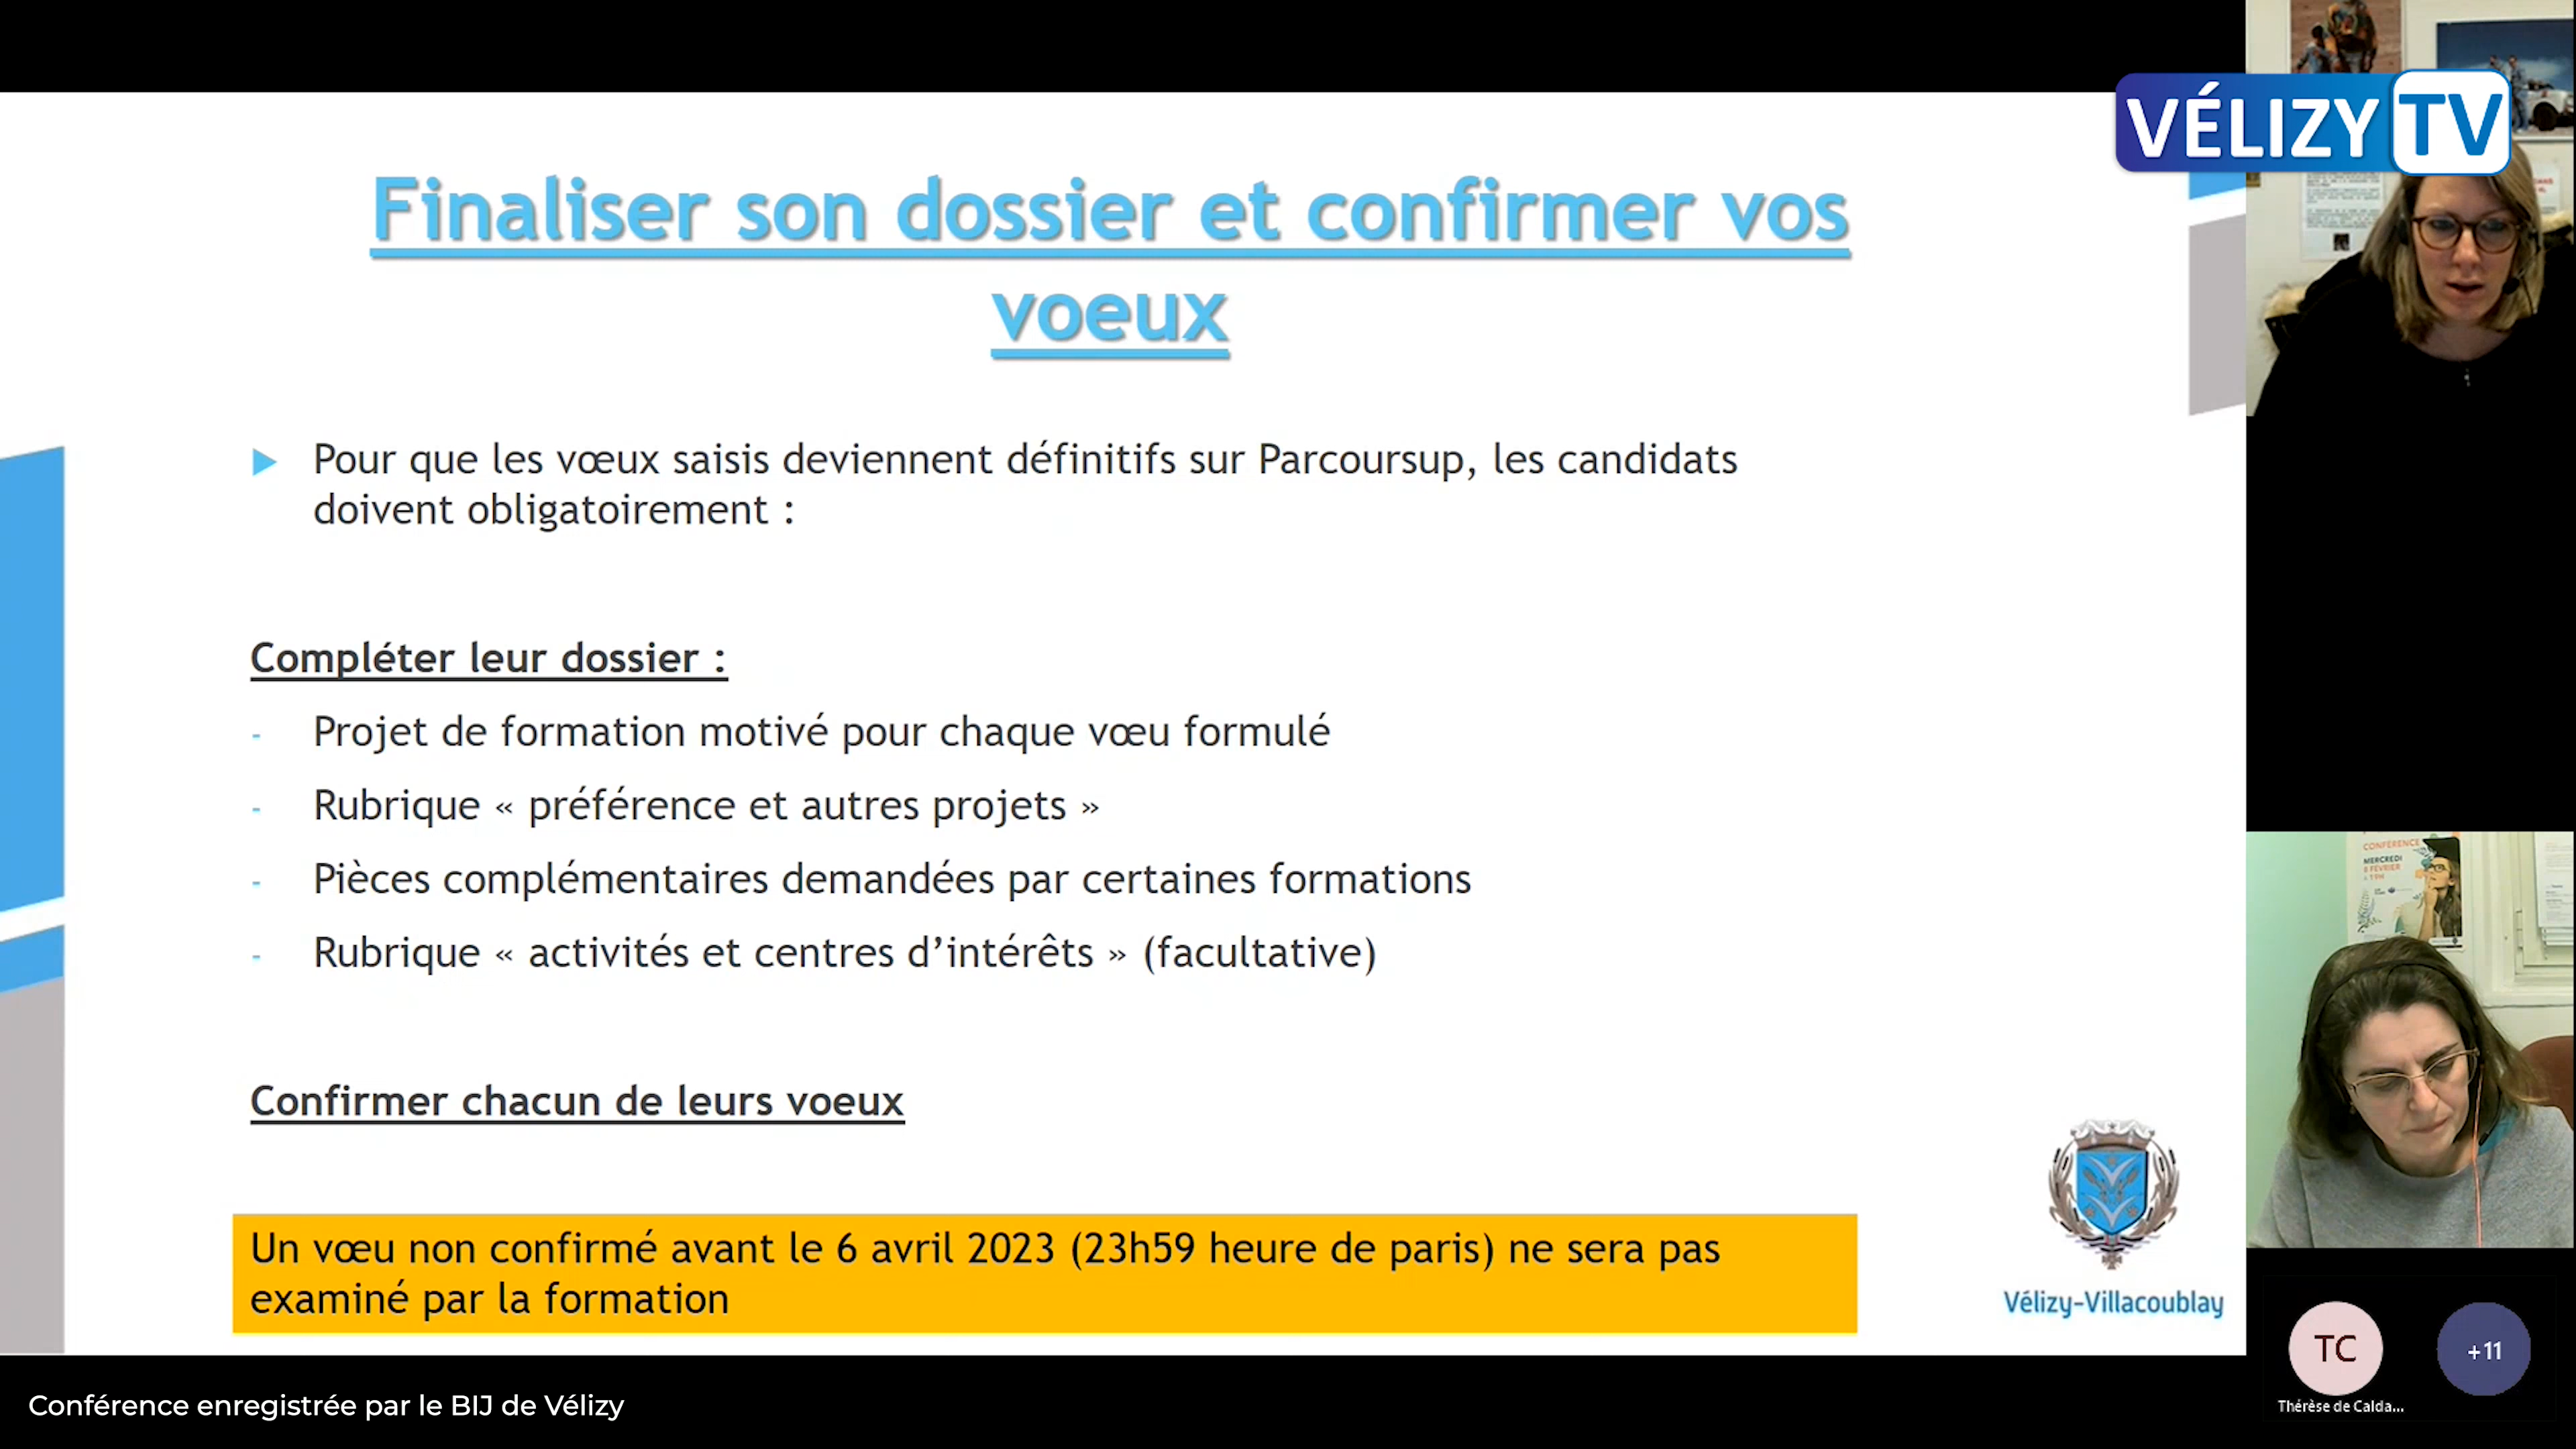 VÉLIZY TV
Finaliser son dossier et confirmer vos
voeux
Pour que les vœux saisis deviennent définitifs sur Parcoursup, les candidats
doivent obligatoirement :
Compléter leur dossier :
- Projet de formation motivé pour chaque vœu formulé
- Rubrique « préférence et autres projets »
- Pièces complémentaires demandées par certaines formations
- Rubrique « activités et centres d’intérêts » (facultative)
Confirmer chacun de leurs voeux
Un vœu non confirmé avant le 6 avril 2023 (23h59 heure de paris) ne sera pas
examiné par la formation
Vélizy-Villacoublay
CONFÉRENCE
MERCREDI
8 FÉVRIER
TC
+11
Thérèse de Calda...
Conférence enregistrée par le BIJ de Vélizy